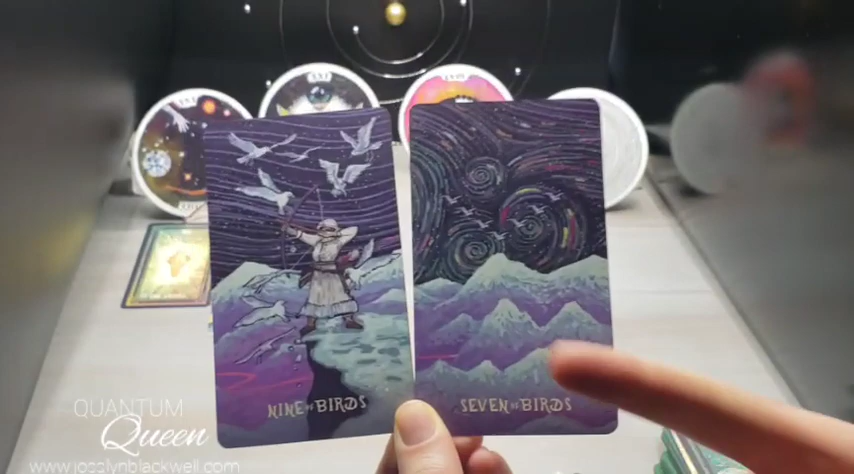 NINE OF BIRDS
SEVEN OF BIRDS
QUANTUM
Queen
www.josslynblackwell.com